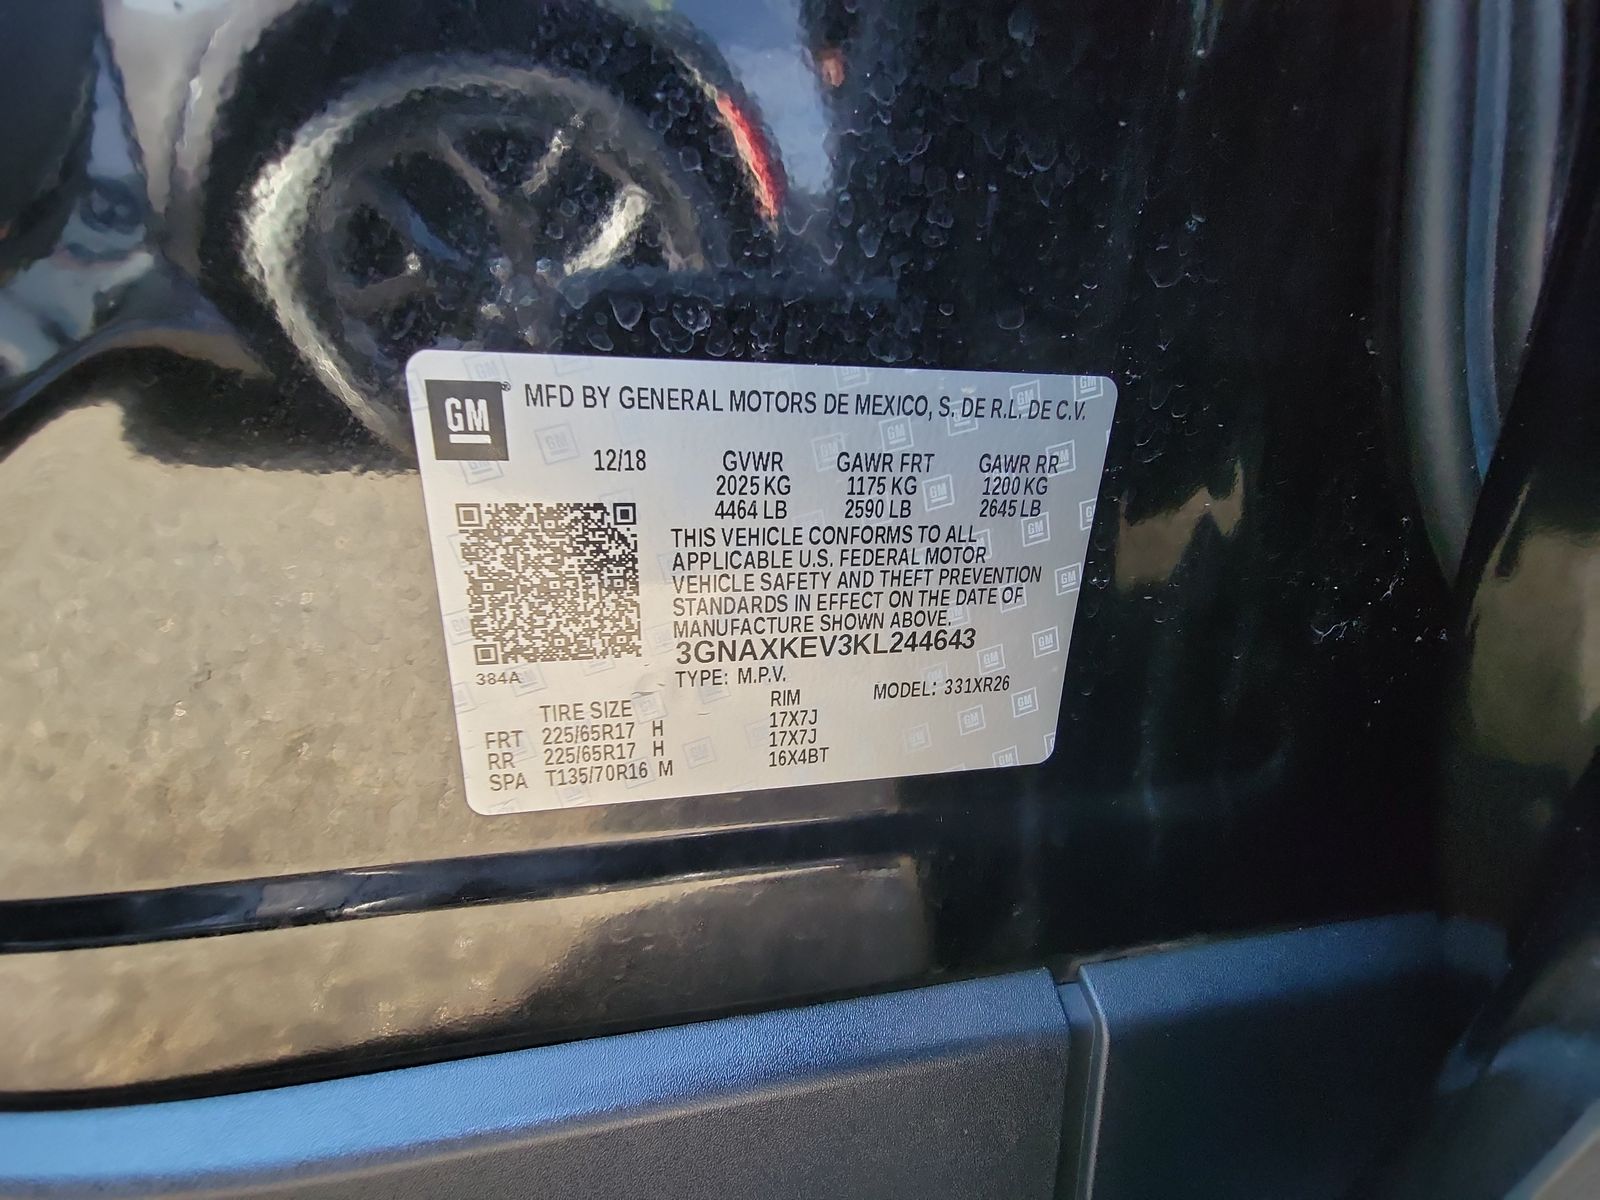 GM® MFD BY GENERAL MOTORS DE MEXICO, S. DE R.L. DE C.V.
12/18 GVWR GAWR FRT GAWR RR
2025 KG 1175 KG 1200 KG
4464 LB 2590 LB 2645 LB
THIS VEHICLE CONFORMS TO ALL
APPLICABLE U.S. FEDERAL MOTOR
VEHICLE SAFETY AND THEFT PREVENTION
STANDARDS IN EFFECT ON THE DATE OF
MANUFACTURE SHOWN ABOVE.
3GNAXKEV3KL244643
384A TYPE: M.P.V. MODEL: 331XR26
TIRE SIZE RIM
FRT 225/65R17 H 17X7J
RR 225/65R17 H 17X7J
SPA T135/70R16 M 16X4BT